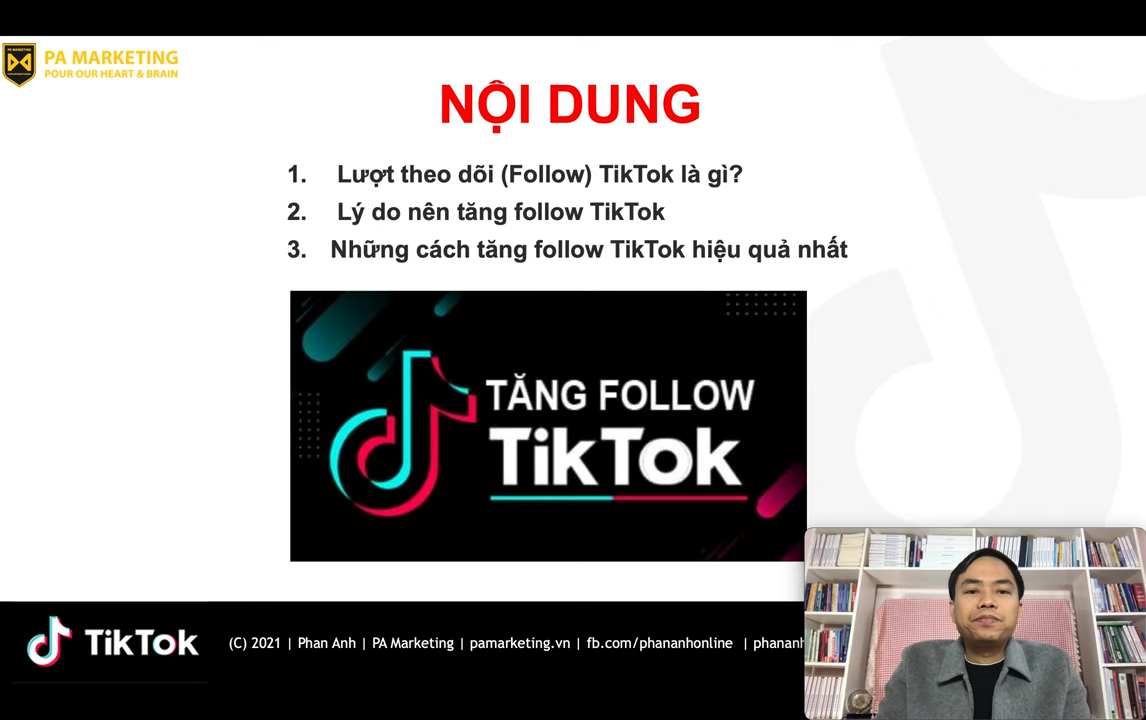 PA MARKETING
POUR OUR HEART & BRAIN
NỘI DUNG
1. Lượt theo dõi (Follow) TikTok là gì?
2. Lý do nên tăng follow TikTok
3. Những cách tăng follow TikTok hiệu quả nhất
TĂNG FOLLOW
TikTok
TikTok
(C) 2021 | Phan Anh | PA Marketing | pamarketing.vn | fb.com/phananhonline | phananh